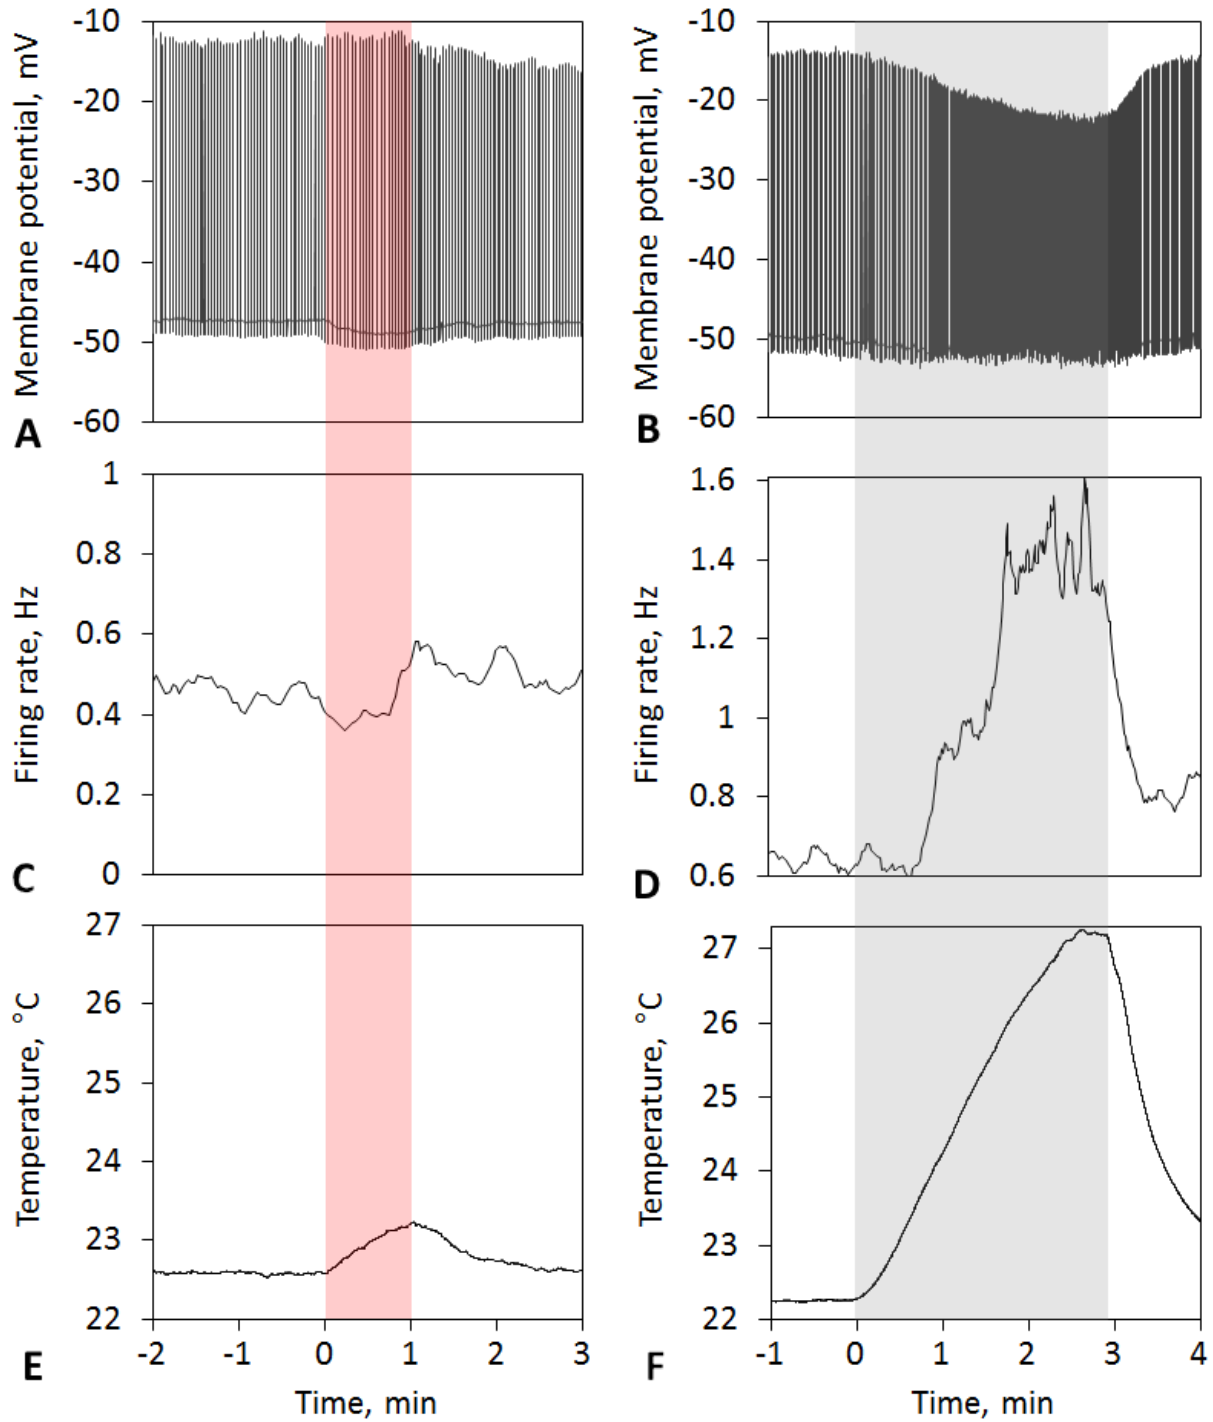 Membrane potential, mV
-10
-20
-30
-40
-50
-60
A
Membrane potential, mV
-10
-20
-30
-40
-50
-60
B
Firing rate, Hz
1
0.8
0.6
0.4
0.2
0
C
Firing rate, Hz
1.6
1.4
1.2
1
0.8
0.6
D
Temperature, °C
27
26
25
24
23
22
-2 -1 0 1 2 3
E
Time, min
Temperature, °C
27
26
25
24
23
22
-1 0 1 2 3 4
F
Time, min